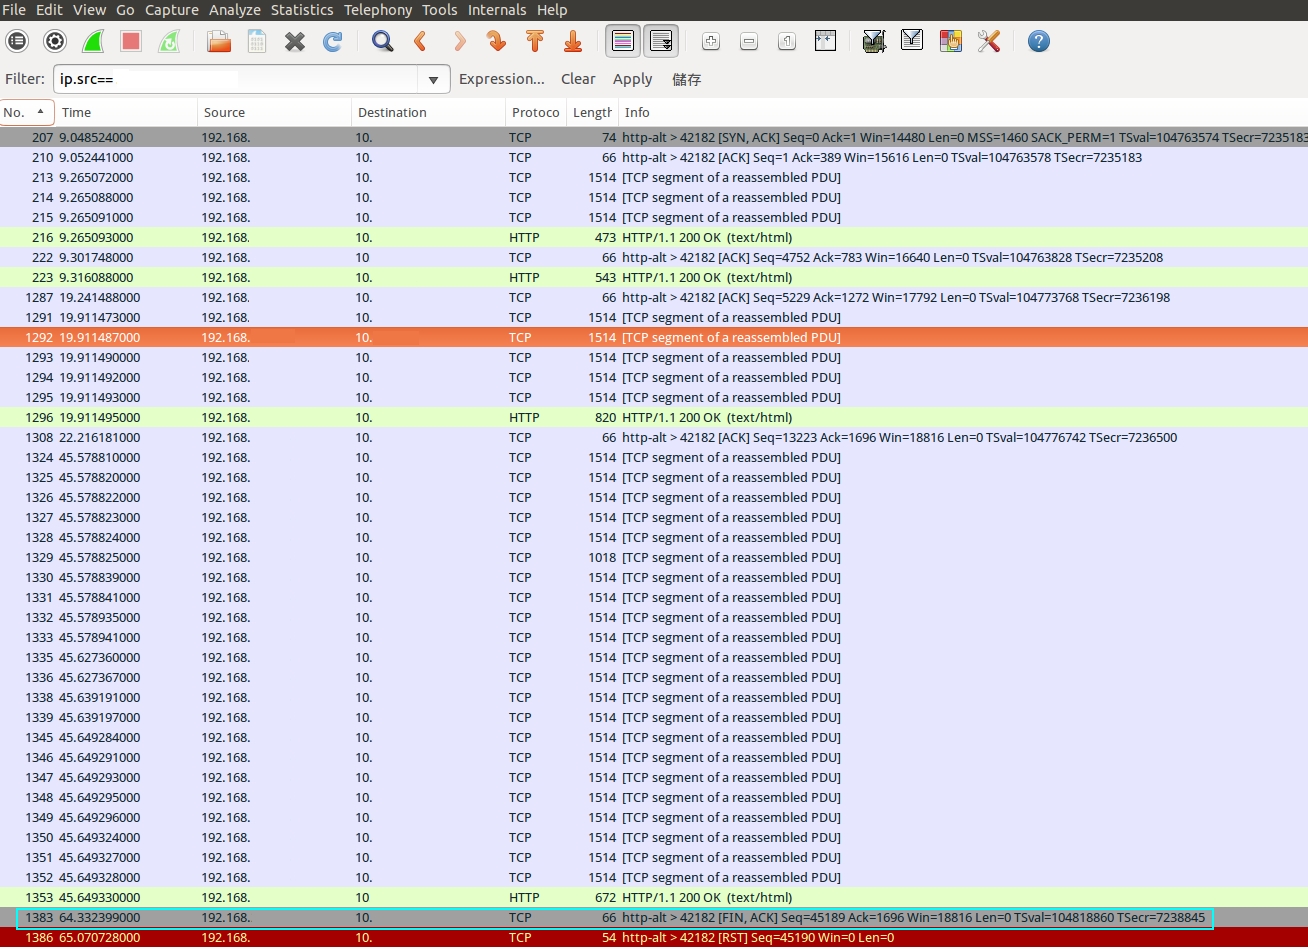 File Edit View Go Capture Analyze Statistics Telephony Tools Internals Help
Filter: ip.src== Expression... Clear Apply 儲存
No. Time Source Destination Protoco Length Info
207 9.048524000 192.168. 10. TCP 74 http-alt > 42182 [SYN, ACK] Seq=0 Ack=1 Win=14480 Len=0 MSS=1460 SACK_PERM=1 TSval=104763574 TSecr=7235183
210 9.052441000 192.168. 10. TCP 66 http-alt > 42182 [ACK] Seq=1 Ack=389 Win=15616 Len=0 TSval=104763578 TSecr=7235183
213 9.265072000 192.168. 10. TCP 1514 [TCP segment of a reassembled PDU]
214 9.265088000 192.168. 10. TCP 1514 [TCP segment of a reassembled PDU]
215 9.265091000 192.168. 10. TCP 1514 [TCP segment of a reassembled PDU]
216 9.265093000 192.168. 10. HTTP 473 HTTP/1.1 200 OK (text/html)
222 9.301748000 192.168. 10 TCP 66 http-alt > 42182 [ACK] Seq=4752 Ack=783 Win=16640 Len=0 TSval=104763828 TSecr=7235208
223 9.316088000 192.168. 10. HTTP 543 HTTP/1.1 200 OK (text/html)
1287 19.241488000 192.168. 10. TCP 66 http-alt > 42182 [ACK] Seq=5229 Ack=1272 Win=17792 Len=0 TSval=104773768 TSecr=7236198
1291 19.911473000 192.168. 10. TCP 1514 [TCP segment of a reassembled PDU]
1292 19.911487000 192.168. 10. TCP 1514 [TCP segment of a reassembled PDU]
1293 19.911490000 192.168. 10. TCP 1514 [TCP segment of a reassembled PDU]
1294 19.911492000 192.168. 10. TCP 1514 [TCP segment of a reassembled PDU]
1295 19.911493000 192.168. 10. TCP 1514 [TCP segment of a reassembled PDU]
1296 19.911495000 192.168. 10. HTTP 820 HTTP/1.1 200 OK (text/html)
1308 22.216181000 192.168. 10. TCP 66 http-alt > 42182 [ACK] Seq=13223 Ack=1696 Win=18816 Len=0 TSval=104776742 TSecr=7236500
1324 45.578810000 192.168. 10. TCP 1514 [TCP segment of a reassembled PDU]
1325 45.578820000 192.168. 10. TCP 1514 [TCP segment of a reassembled PDU]
1326 45.578822000 192.168. 10. TCP 1514 [TCP segment of a reassembled PDU]
1327 45.578823000 192.168. 10. TCP 1514 [TCP segment of a reassembled PDU]
1328 45.578824000 192.168. 10. TCP 1514 [TCP segment of a reassembled PDU]
1329 45.578825000 192.168. 10. TCP 1018 [TCP segment of a reassembled PDU]
1330 45.578839000 192.168. 10. TCP 1514 [TCP segment of a reassembled PDU]
1331 45.578841000 192.168. 10. TCP 1514 [TCP segment of a reassembled PDU]
1332 45.578935000 192.168. 10. TCP 1514 [TCP segment of a reassembled PDU]
1333 45.578941000 192.168. 10. TCP 1514 [TCP segment of a reassembled PDU]
1335 45.627360000 192.168. 10. TCP 1514 [TCP segment of a reassembled PDU]
1336 45.627367000 192.168. 10. TCP 1514 [TCP segment of a reassembled PDU]
1338 45.639191000 192.168. 10. TCP 1514 [TCP segment of a reassembled PDU]
1339 45.639197000 192.168. 10. TCP 1514 [TCP segment of a reassembled PDU]
1345 45.649284000 192.168. 10. TCP 1514 [TCP segment of a reassembled PDU]
1346 45.649291000 192.168. 10. TCP 1514 [TCP segment of a reassembled PDU]
1347 45.649293000 192.168. 10. TCP 1514 [TCP segment of a reassembled PDU]
1348 45.649295000 192.168. 10. TCP 1514 [TCP segment of a reassembled PDU]
1349 45.649296000 192.168. 10. TCP 1514 [TCP segment of a reassembled PDU]
1350 45.649324000 192.168. 10. TCP 1514 [TCP segment of a reassembled PDU]
1351 45.649327000 192.168. 10. TCP 1514 [TCP segment of a reassembled PDU]
1352 45.649328000 192.168. 10. TCP 1514 [TCP segment of a reassembled PDU]
1353 45.649330000 192.168. 10 HTTP 672 HTTP/1.1 200 OK (text/html)
1383 64.332399000 192.168. 10. TCP 66 http-alt > 42182 [FIN, ACK] Seq=45189 Ack=1696 Win=18816 Len=0 TSval=104818860 TSecr=7238845
1386 65.070728000 192.168. 10. TCP 54 http-alt > 42182 [RST] Seq=45190 Win=0 Len=0